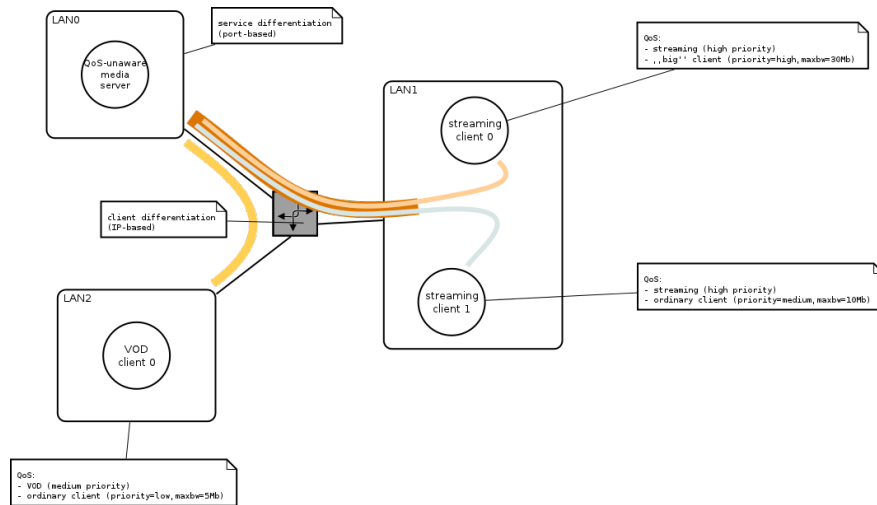 LAN0
QoS-unaware
media
server
service differentiation
(port-based)
QoS:
- streaming (high priority)
- ,,big'' client (priority=high,maxbw=30Mb)
LAN1
streaming
client 0
client differentiation
(IP-based)
streaming
client 1
QoS:
- streaming (high priority)
- ordinary client (priority=medium,maxbw=10Mb)
LAN2
VOD
client 0
QoS:
- VOD (medium priority)
- ordinary client (priority=low,maxbw=5Mb)